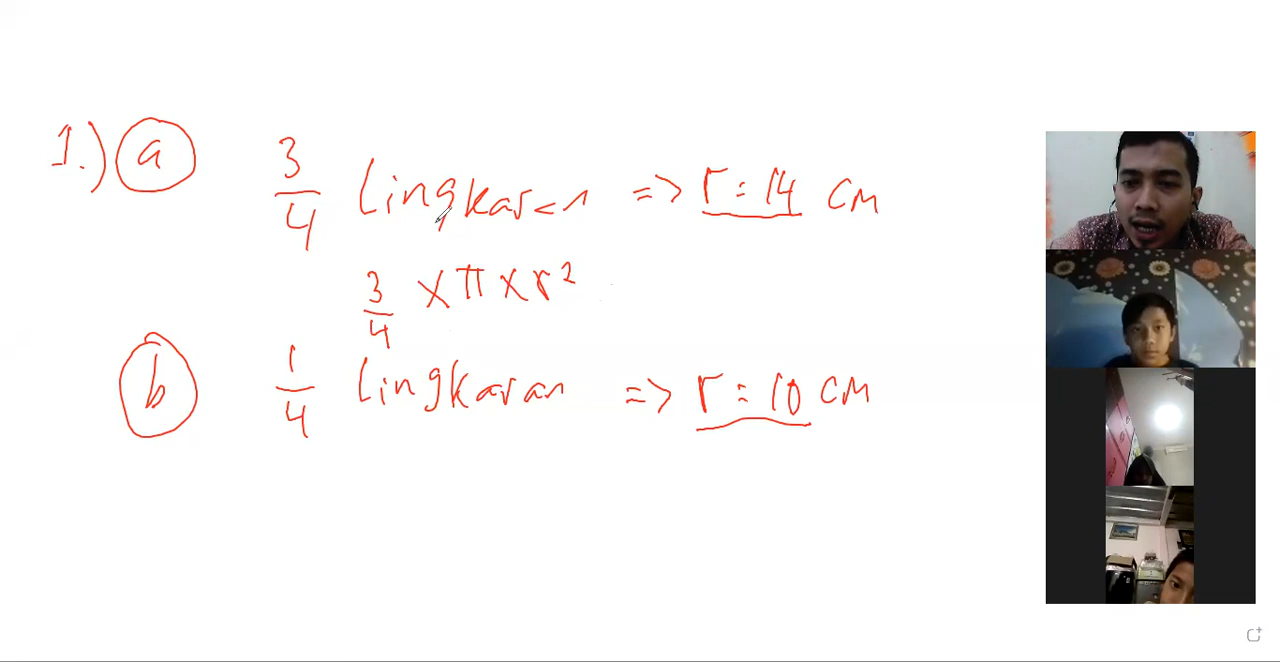 1.) a 3/4 Lingkaran => r = 14 cm
3/4 x π x r²
b 1/4 Lingkaran => r = 10 cm